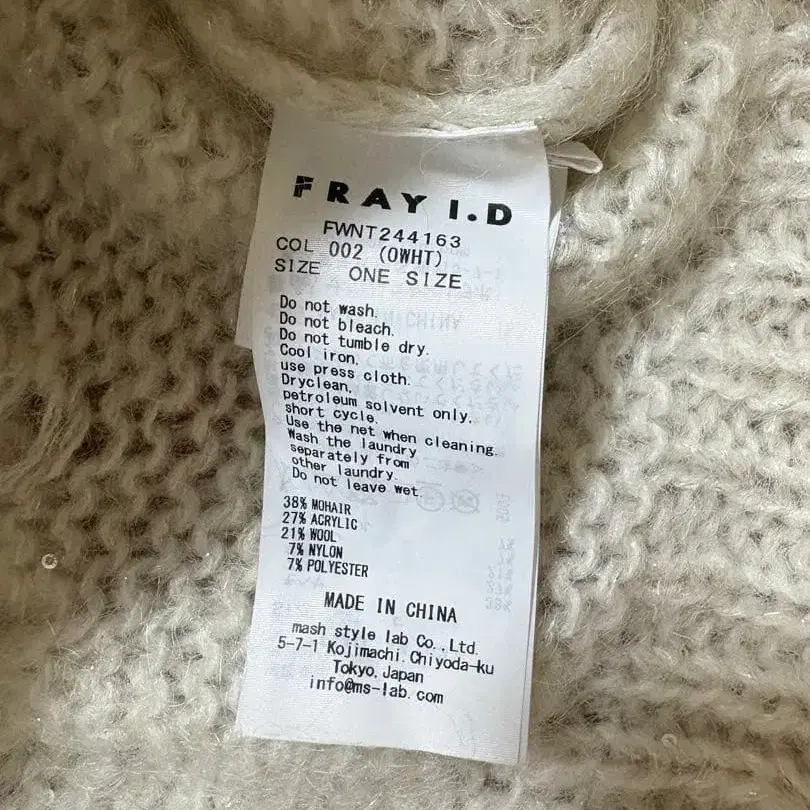 FRAY I.D
FWNT244163
COL 002 (OWHT)
SIZE ONE SIZE
Do not wash.
Do not bleach.
Do not tumble dry.
Cool iron,
use press cloth.
Dryclean,
petroleum solvent only,
short cycle.
Use the net when cleaning.
Wash the laundry
separately from
other laundry.
Do not leave wet.
38% MOHAIR
27% ACRYLIC
21% WOOL
7% NYLON
7% POLYESTER
MADE IN CHINA
mash style lab Co.,Ltd.
5-7-1 Kojimachi.Chiyoda-ku
Tokyo,Japan
info@ms-lab.com